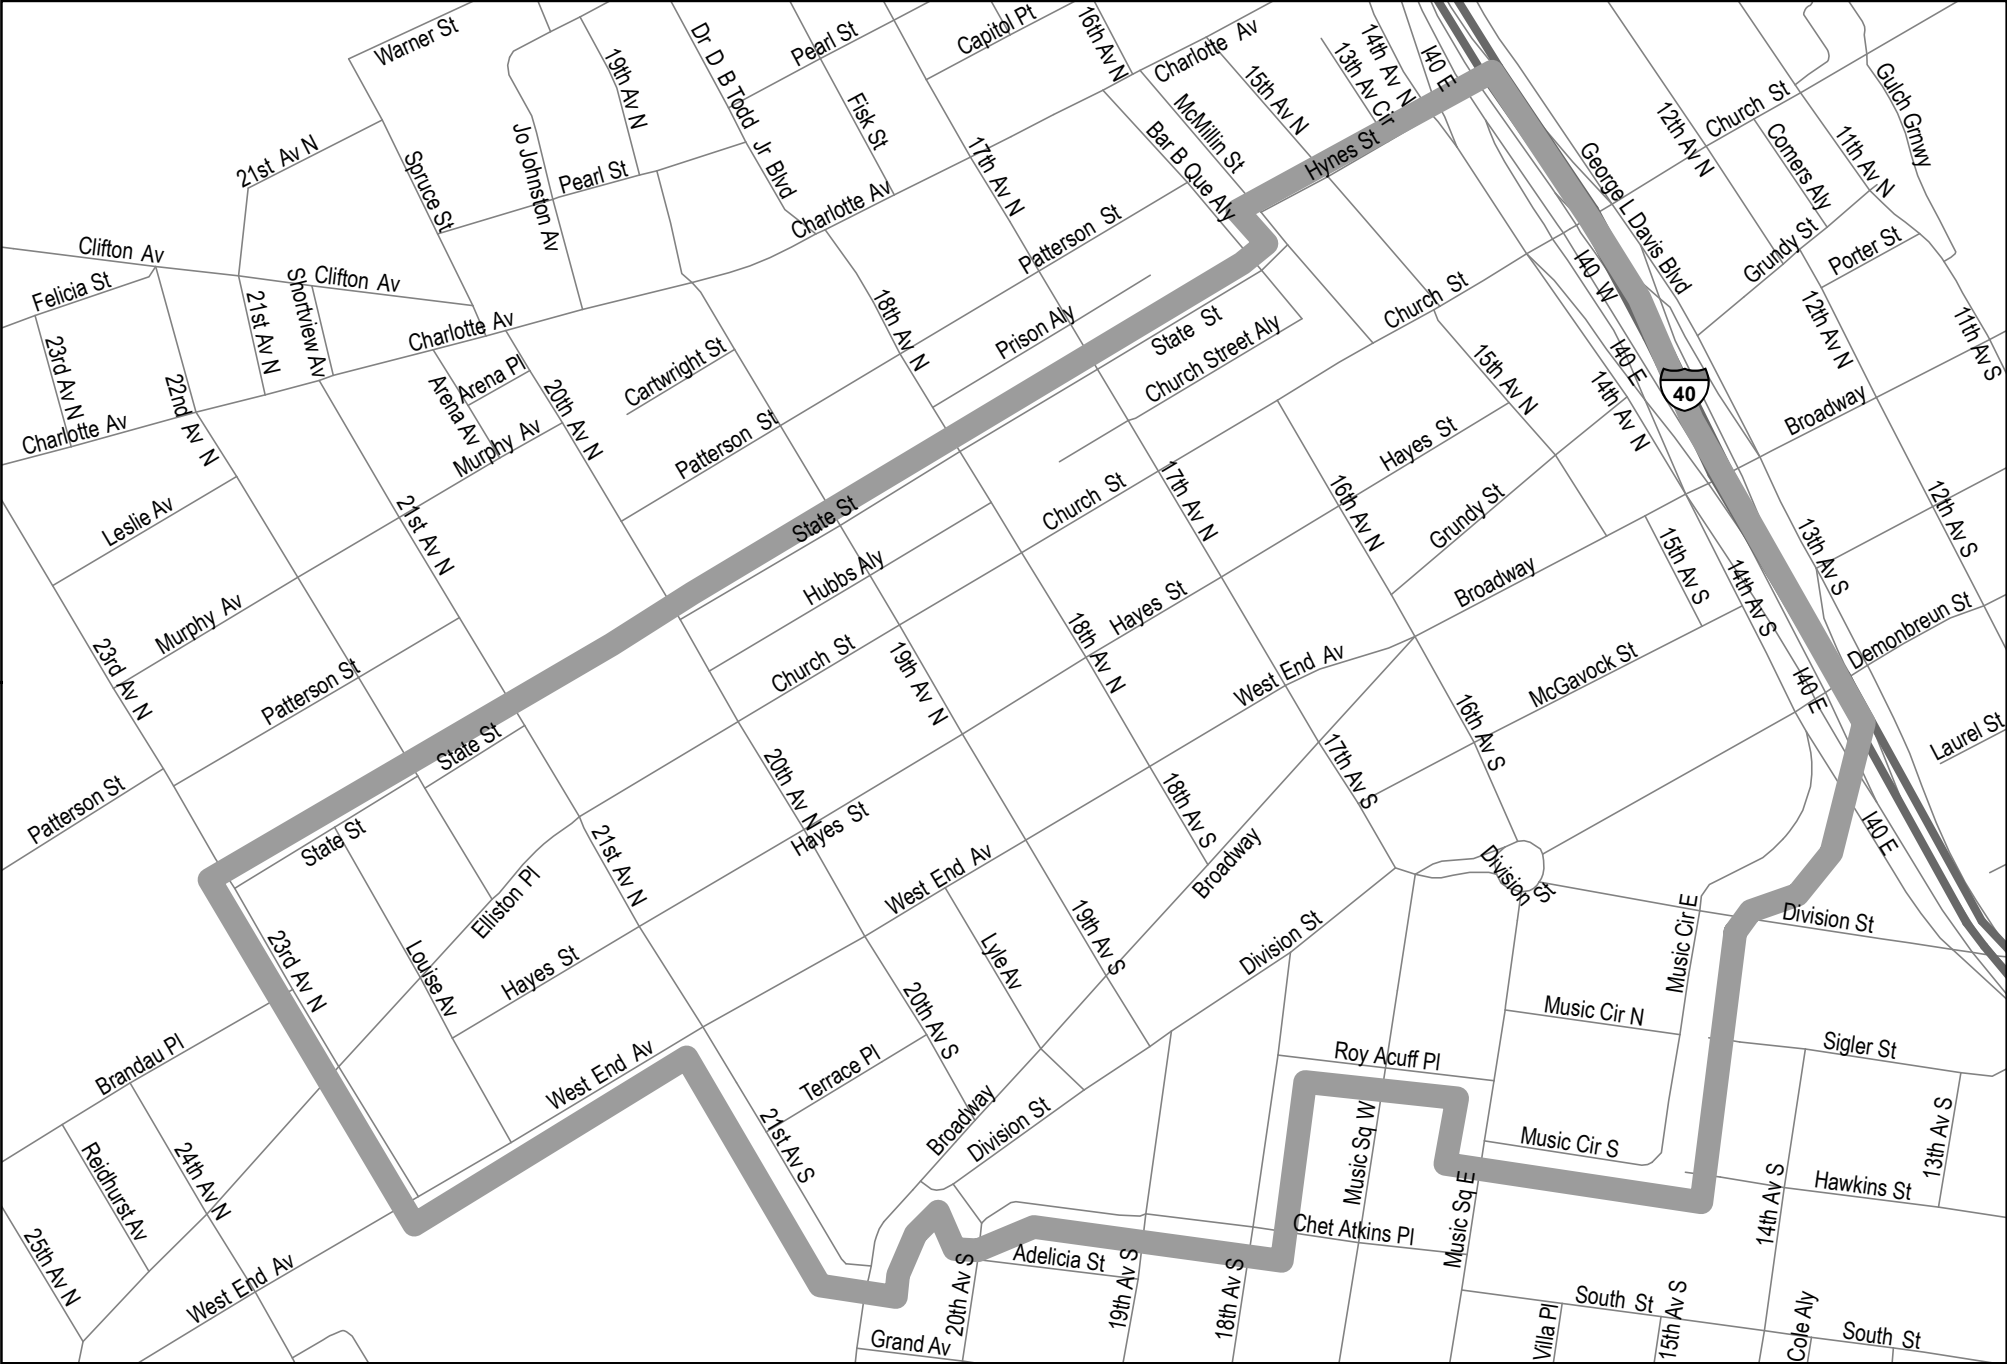 Warner St
19th Av N
Dr D B Todd Jr Blvd
Pearl St
Fisk St
Capitol Pt
16th Av N
Charlotte Av
15th Av N
14th Av N
13th Av Cir
I40 E
McMillin St
Bar B Que Aly
Hynes St
Church St
12th Av N
Comers Aly
11th Av N
Gulch Grnwy
George L Davis Blvd
Grundy St
Porter St
21st Av N
Spruce St
Jo Johnston Av
Pearl St
17th Av N
Charlotte Av
Patterson St
Clifton Av
Clifton Av
Felicia St
21st Av N
Shortview Av
23rd Av N
22nd Av N
Charlotte Av
Charlotte Av
Arena Pl
Arena Av
Murphy Av
20th Av N
Cartwright St
Patterson St
18th Av N
Prison Aly
State St
Church Street Aly
Church St
I40 W
I40 E
15th Av N
14th Av N
40
12th Av N
11th Av S
Broadway
Leslie Av
21st Av N
State St
Hubbs Aly
Church St
17th Av N
16th Av N
Hayes St
Grundy St
15th Av S
14th Av S
13th Av S
12th Av S
Murphy Av
23rd Av N
Patterson St
State St
Church St
19th Av N
18th Av N
Hayes St
West End Av
Broadway
McGavock St
I40 E
Demonbreun St
Laurel St
Patterson St
State St
20th Av N
Hayes St
18th Av S
17th Av S
16th Av S
Broadway
Division St
I40 E
21st Av N
Elliston Pl
West End Av
23rd Av N
Louise Av
Hayes St
Lyle Av
19th Av S
Division St
Music Cir E
Division St
Music Cir N
Brandau Pl
West End Av
Terrace Pl
20th Av S
Roy Acuff Pl
Sigler St
Reidhurst Av
24th Av N
21st Av S
Broadway
Division St
Music Sq W
Music Cir S
Music Sq E
14th Av S
13th Av S
Hawkins St
25th Av N
West End Av
20th Av S
Adelicia St
19th Av S
18th Av S
Chet Atkins Pl
Grand Av
South St
Villa Pl
15th Av S
Cole Aly
South St